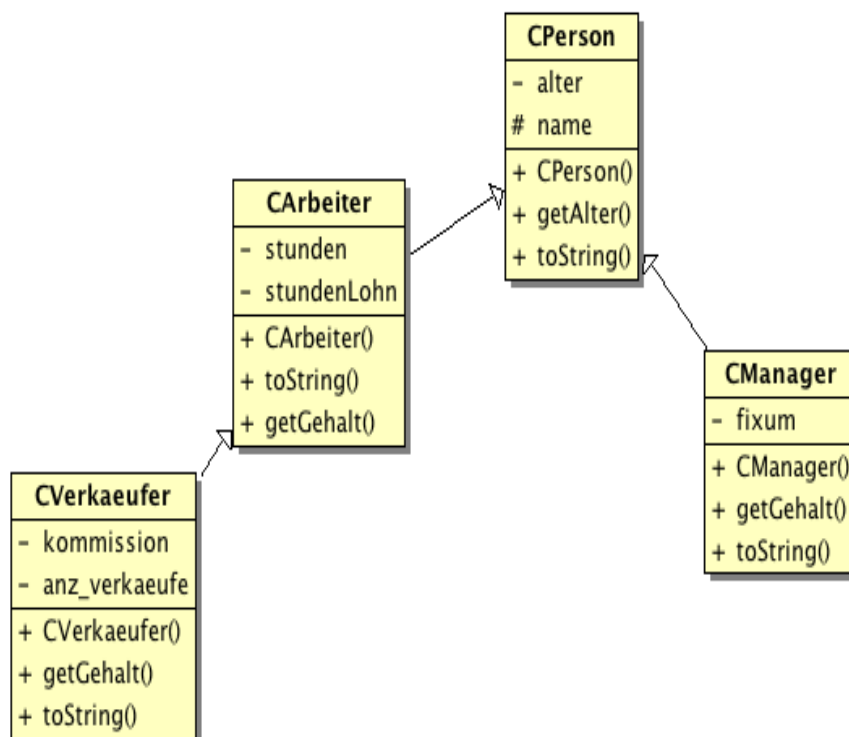 CPerson
- alter
# name
+ CPerson()
+ getAlter()
+ toString()
CArbeiter
- stunden
- stundenLohn
+ CArbeiter()
+ toString()
+ getGehalt()
CManager
- fixum
+ CManager()
+ getGehalt()
+ toString()
CVerkaeufer
- kommission
- anz_verkaeufe
+ CVerkaeufer()
+ getGehalt()
+ toString()